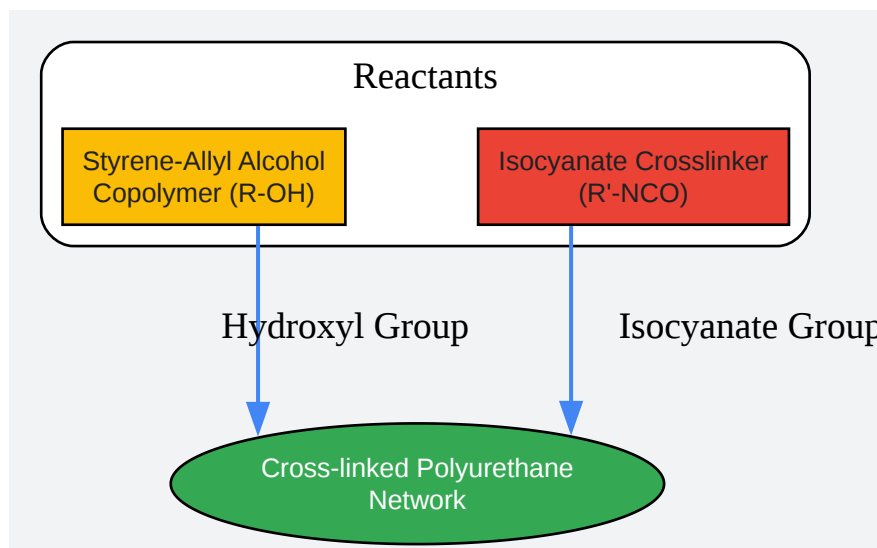 Reactants
Styrene-Allyl Alcohol
Copolymer (R-OH)
Isocyanate Crosslinker
(R'-NCO)
Hydroxyl Group
Isocyanate Group
Cross-linked Polyurethane
Network